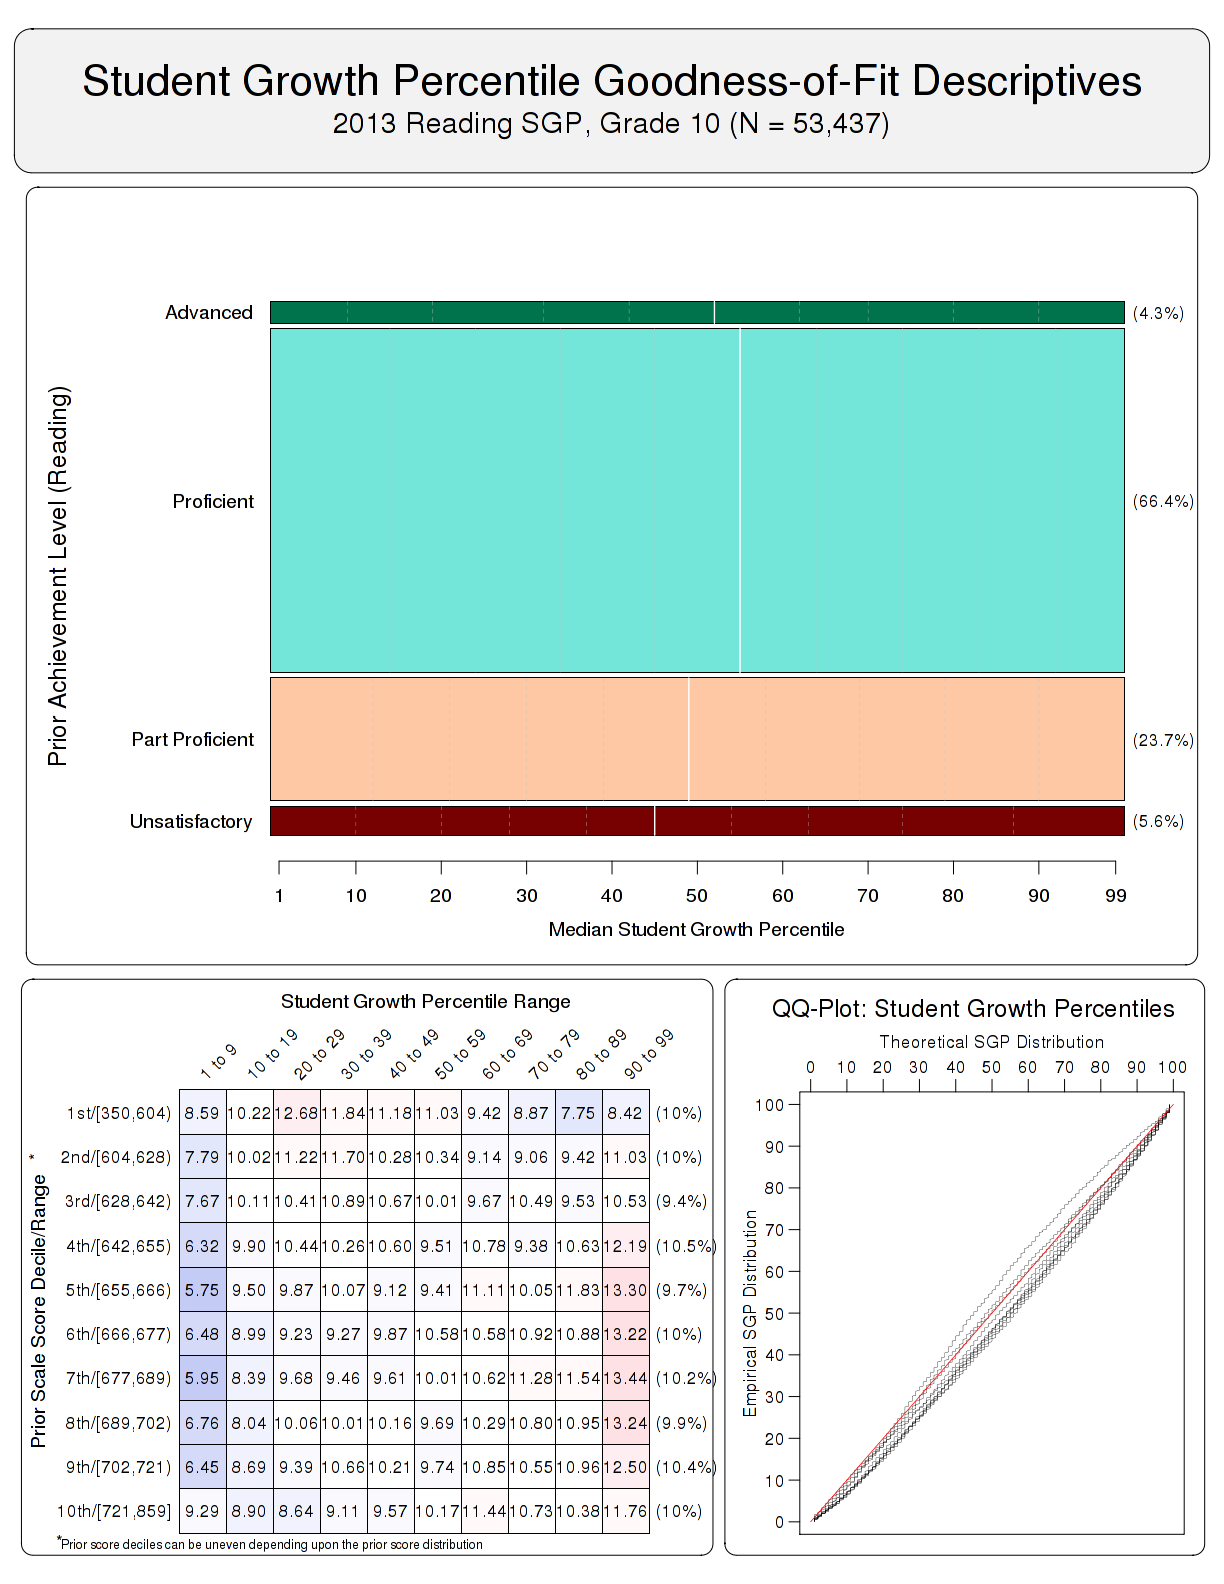 Student Growth Percentile Goodness-of-Fit Descriptives
2013 Reading SGP, Grade 10 (N = 53,437)
Prior Achievement Level (Reading)
Advanced (4.3%)
Proficient (66.4%)
Part Proficient (23.7%)
Unsatisfactory (5.6%)
1 10 20 30 40 50 60 70 80 90 99
Median Student Growth Percentile
Student Growth Percentile Range
1 to 9 10 to 19 20 to 29 30 to 39 40 to 49 50 to 59 60 to 69 70 to 79 80 to 89 90 to 99
Prior Scale Score Decile/Range *
1st/[350,604) 8.59 10.22 12.68 11.84 11.18 11.03 9.42 8.87 7.75 8.42 (10%)
2nd/[604,628) 7.79 10.02 11.22 11.70 10.28 10.34 9.14 9.06 9.42 11.03 (10%)
3rd/[628,642) 7.67 10.11 10.41 10.89 10.67 10.01 9.67 10.49 9.53 10.53 (9.4%)
4th/[642,655) 6.32 9.90 10.44 10.26 10.60 9.51 10.78 9.38 10.63 12.19 (10.5%)
5th/[655,666) 5.75 9.50 9.87 10.07 9.12 9.41 11.11 10.05 11.83 13.30 (9.7%)
6th/[666,677) 6.48 8.99 9.23 9.27 9.87 10.58 10.58 10.92 10.88 13.22 (10%)
7th/[677,689) 5.95 8.39 9.68 9.46 9.61 10.01 10.62 11.28 11.54 13.44 (10.2%)
8th/[689,702) 6.76 8.04 10.06 10.01 10.16 9.69 10.29 10.80 10.95 13.24 (9.9%)
9th/[702,721) 6.45 8.69 9.39 10.66 10.21 9.74 10.85 10.55 10.96 12.50 (10.4%)
10th/[721,859] 9.29 8.90 8.64 9.11 9.57 10.17 11.44 10.73 10.38 11.76 (10%)
*Prior score deciles can be uneven depending upon the prior score distribution
QQ-Plot: Student Growth Percentiles
Theoretical SGP Distribution
0 10 20 30 40 50 60 70 80 90 100
Empirical SGP Distribution
100
90
80
70
60
50
40
30
20
10
0